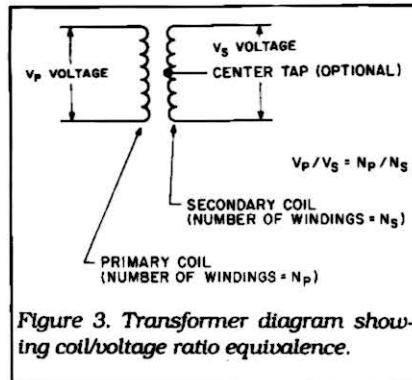 Vp VOLTAGE
VS VOLTAGE
CENTER TAP (OPTIONAL)
VP/VS = NP/NS
SECONDARY COIL
(NUMBER OF WINDINGS = NS)
PRIMARY COIL
(NUMBER OF WINDINGS = Np)
Figure 3. Transformer diagram show-
ing coil/voltage ratio equivalence.